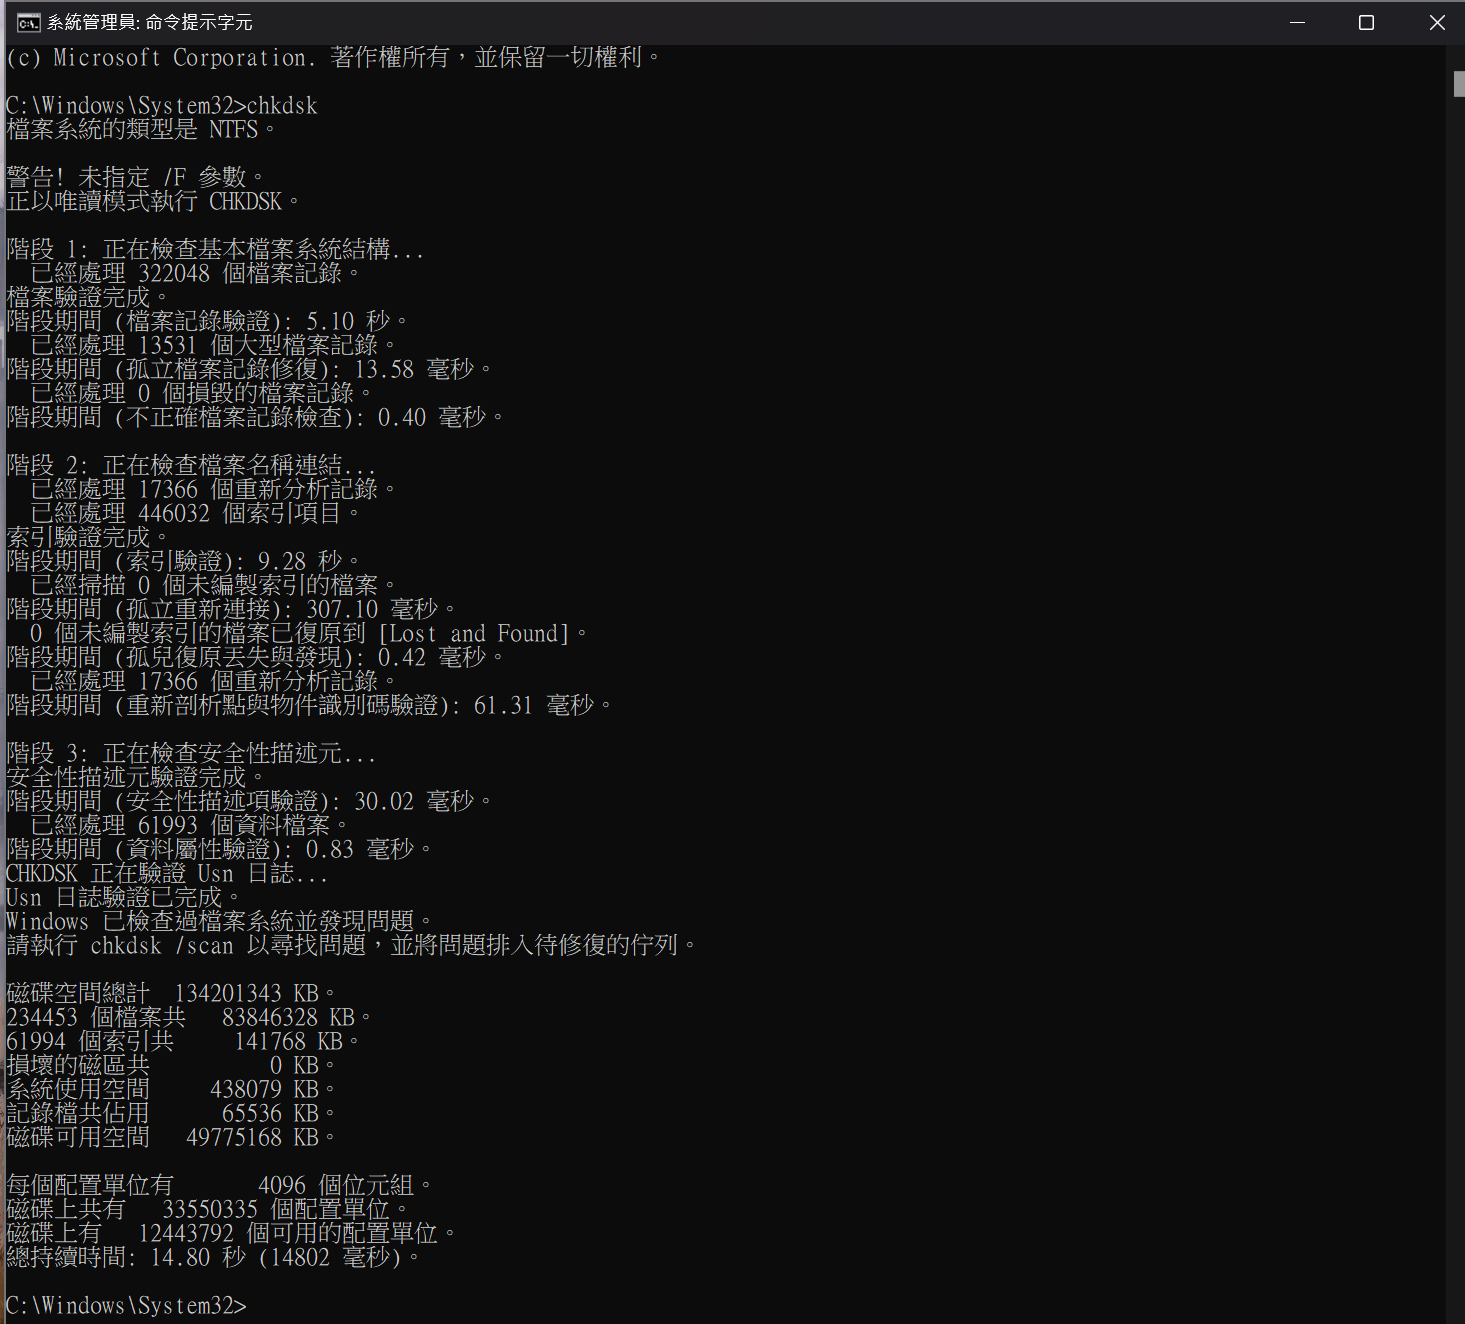 系統管理員: 命令提示字元
(c) Microsoft Corporation. 著作權所有，並保留一切權利。
C:\Windows\System32>chkdsk
檔案系統的類型是 NTFS。
警告! 未指定 /F 參數。
正以唯讀模式執行 CHKDSK。
階段 1: 正在檢查基本檔案系統結構...
  已經處理 322048 個檔案記錄。
檔案驗證完成。
階段期間 (檔案記錄驗證): 5.10 秒。
  已經處理 13531 個大型檔案記錄。
階段期間 (孤立檔案記錄修復): 13.58 毫秒。
  已經處理 0 個損毀的檔案記錄。
階段期間 (不正確檔案記錄檢查): 0.40 毫秒。
階段 2: 正在檢查檔案名稱連結...
  已經處理 17366 個重新分析記錄。
  已經處理 446032 個索引項目。
索引驗證完成。
階段期間 (索引驗證): 9.28 秒。
  已經掃描 0 個未編製索引的檔案。
階段期間 (孤立重新連接): 307.10 毫秒。
  0 個未編製索引的檔案已復原到 [Lost and Found]。
階段期間 (孤兒復原丟失與發現): 0.42 毫秒。
  已經處理 17366 個重新分析記錄。
階段期間 (重新剖析點與物件識別碼驗證): 61.31 毫秒。
階段 3: 正在檢查安全性描述元...
安全性描述元驗證完成。
階段期間 (安全性描述項驗證): 30.02 毫秒。
  已經處理 61993 個資料檔案。
階段期間 (資料屬性驗證): 0.83 毫秒。
CHKDSK 正在驗證 Usn 日誌...
Usn 日誌驗證已完成。
Windows 已檢查過檔案系統並發現問題。
請執行 chkdsk /scan 以尋找問題，並將問題排入待修復的佇列。
磁碟空間總計  134201343 KB。
234453 個檔案共   83846328 KB。
61994 個索引共     141768 KB。
損壞的磁區共          0 KB。
系統使用空間     438079 KB。
記錄檔共佔用      65536 KB。
磁碟可用空間   49775168 KB。
每個配置單位有       4096 個位元組。
磁碟上共有   33550335 個配置單位。
磁碟上有   12443792 個可用的配置單位。
總持續時間: 14.80 秒 (14802 毫秒)。
C:\Windows\System32>